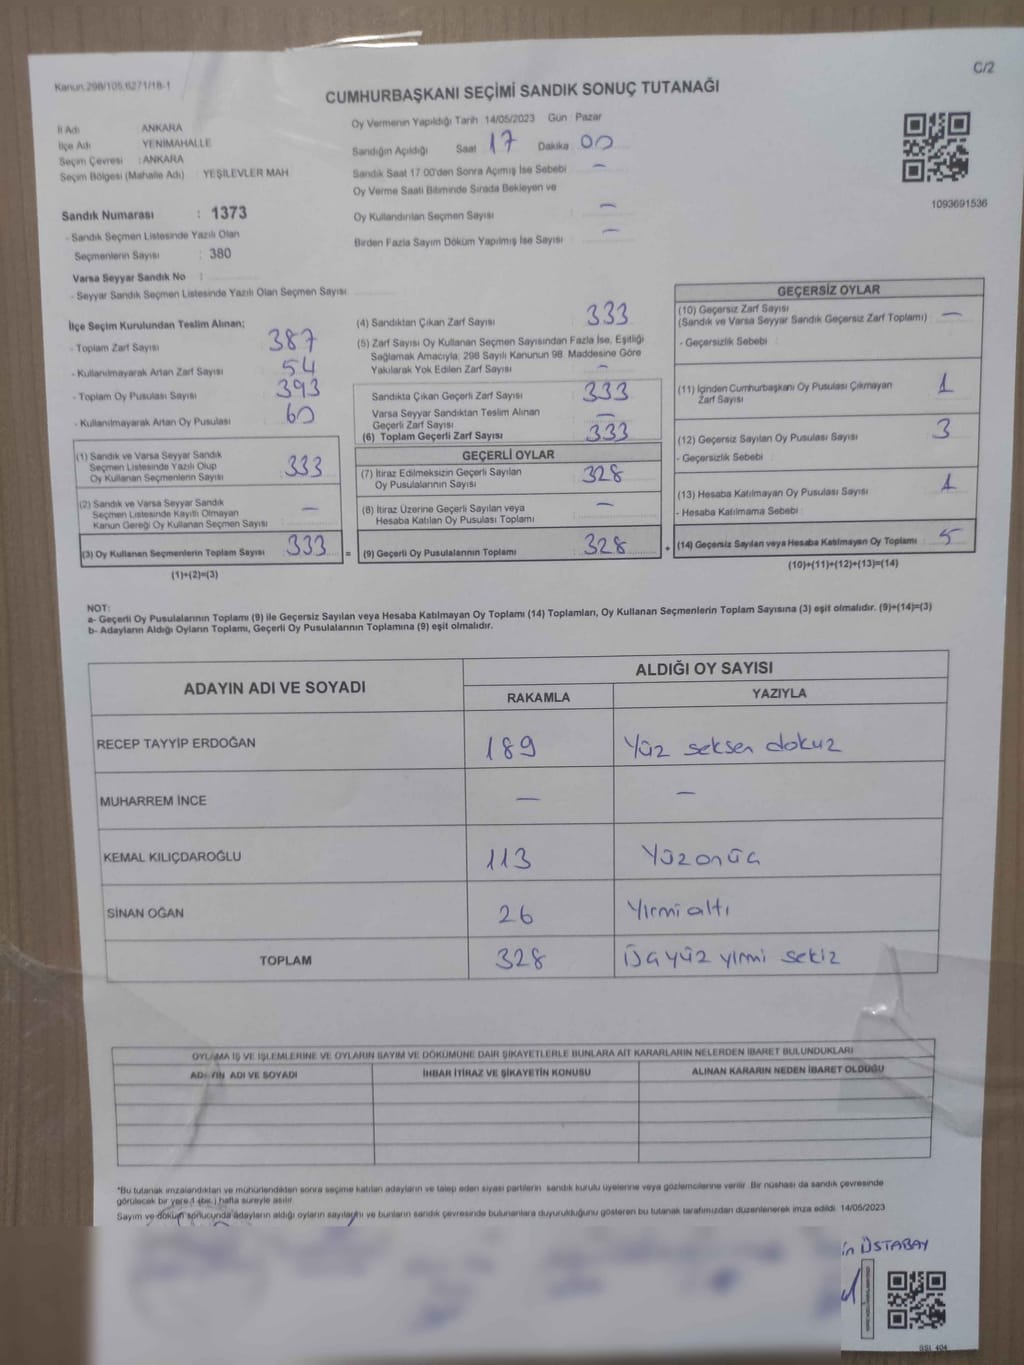 Kanun:298/105,6271/18-1
C/2
CUMHURBAŞKANI SEÇİMİ SANDIK SONUÇ TUTANAĞI
İl Adı ANKARA
İlçe Adı YENİMAHALLE
Seçim Çevresi : ANKARA
Seçim Bölgesi (Mahalle Adı) : YEŞİLEVLER MAH.
Sandık Numarası : 1373
- Sandık Seçmen Listesinde Yazılı Olan
Seçmenlerin Sayısı : 380
Varsa Seyyar Sandık No :
- Seyyar Sandık Seçmen Listesinde Yazılı Olan Seçmen Sayısı
Oy Vermenin Yapıldığı Tarih 14/05/2023 Gün : Pazar
Sandığın Açıldığı Saat 17 Dakika 00
Sandık Saat 17.00'den Sonra Açılmış İse Sebebi —
Oy Verme Saati Bitiminde Sırada Bekleyen ve
Oy Kullandırılan Seçmen Sayısı —
Birden Fazla Sayım Döküm Yapılmış İse Sayısı —
1093691536
İlçe Seçim Kurulundan Teslim Alınan;
- Toplam Zarf Sayısı 387
- Kullanılmayarak Artan Zarf Sayısı 54
- Toplam Oy Pusulası Sayısı 393
- Kullanılmayarak Artan Oy Pusulası 60
(1) Sandık ve Varsa Seyyar Sandık
Seçmen Listesinde Yazılı Olup
Oy Kullanan Seçmenlerin Sayısı 333
(2) Sandık ve Varsa Seyyar Sandık
Seçmen Listesinde Kayıtlı Olmayan
Kanun Gereği Oy Kullanan Seçmen Sayısı —
(3) Oy Kullanan Seçmenlerin Toplam Sayısı 333 =
(1)+(2)=(3)
(4) Sandıktan Çıkan Zarf Sayısı 333
(5) Zarf Sayısı Oy Kullanan Seçmen Sayısından Fazla İse, Eşitliği
Sağlamak Amacıyla, 298 Sayılı Kanunun 98. Maddesine Göre
Yakılarak Yok Edilen Zarf Sayısı —
Sandıkta Çıkan Geçerli Zarf Sayısı 333
Varsa Seyyar Sandıktan Teslim Alınan
Geçerli Zarf Sayısı —
(6) Toplam Geçerli Zarf Sayısı 333
GEÇERLİ OYLAR
(7) İtiraz Edilmeksizin Geçerli Sayılan
Oy Pusulalarının Sayısı 328
(8) İtiraz Üzerine Geçerli Sayılan veya
Hesaba Katılan Oy Pusulası Toplamı —
(9) Geçerli Oy Pusulalarının Toplamı 328 +
GEÇERSİZ OYLAR
(10) Geçersiz Zarf Sayısı
(Sandık ve Varsa Seyyar Sandık Geçersiz Zarf Toplamı) —
- Geçersizlik Sebebi :
(11) İçinden Cumhurbaşkanı Oy Pusulası Çıkmayan
Zarf Sayısı 1
(12) Geçersiz Sayılan Oy Pusulası Sayısı 3
- Geçersizlik Sebebi :
(13) Hesaba Katılmayan Oy Pusulası Sayısı 1
- Hesaba Katılmama Sebebi :
(14) Geçersiz Sayılan veya Hesaba Katılmayan Oy Toplamı 5
(10)+(11)+(12)+(13)=(14)
NOT:
a- Geçerli Oy Pusulalarının Toplamı (9) ile Geçersiz Sayılan veya Hesaba Katılmayan Oy Toplamı (14) Toplamları, Oy Kullanan Seçmenlerin Toplam Sayısına (3) eşit olmalıdır. (9)+(14)=(3)
b- Adayların Aldığı Oyların Toplamı, Geçerli Oy Pusulalarının Toplamına (9) eşit olmalıdır.
ADAYIN ADI VE SOYADI ALDIĞI OY SAYISI
RAKAMLA YAZIYLA
RECEP TAYYİP ERDOĞAN 189 Yüz seksen dokuz
MUHARREM İNCE — —
KEMAL KILIÇDAROĞLU 113 Yüzonüç
SİNAN OĞAN 26 Yirmi altı
TOPLAM 328 Üçyüz yirmi sekiz
OYLAMA İŞ VE İŞLEMLERİNE VE OYLARIN SAYIM VE DÖKÜMÜNE DAİR ŞİKAYETLERLE BUNLARA AİT KARARLARIN NELERDEN İBARET BULUNDUKLARI
ADAYIN ADI VE SOYADI İHBAR İTİRAZ VE ŞİKAYETİN KONUSU ALINAN KARARIN NEDEN İBARET OLDUĞU
*Bu tutanak imzalandıktan ve mühürlendikten sonra seçime katılan adayların ve talep eden siyasi partilerin sandık kurulu üyelerine veya gözlemcilerine verilir. Bir nüshası da sandık çevresinde
görülecek bir yere 1 (bir) hafta süreyle asılır.
Sayım ve döküm sonucunda adayların aldığı oyların sayılarını ve bunların sandık çevresinde bulunanlara duyurulduğunu gösteren bu tutanak tarafımızdan düzenlenerek imza edildi. 14/05/2023
in ÜSTABAY